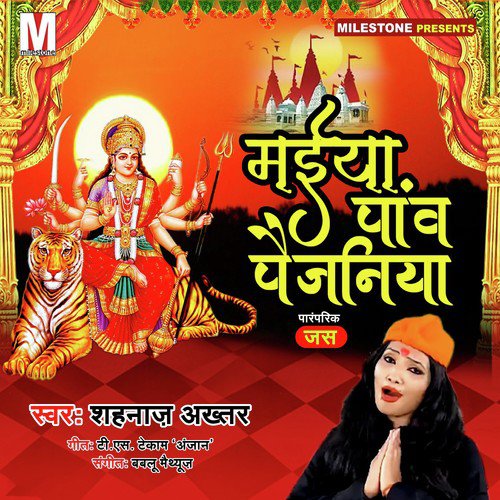 MILESTONE PRESENTS
M
milestone
मईया
पांव
पैजनिया
पारंपरिक
जस
स्वरः शहनाज़ अख्तर
गीतः टी.एस. टेकाम 'अंजान'
संगीतः बबलू मैथ्यूज़